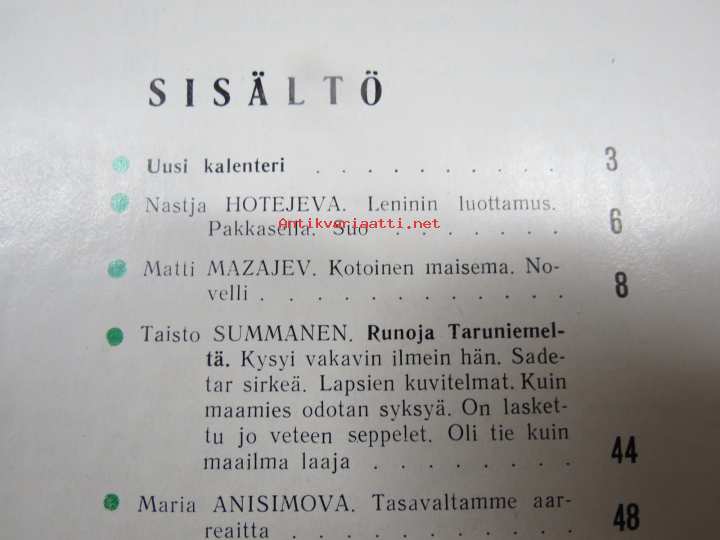 SISÄLTÖ
Uusi kalenteri . . . . . . . . . . 3
Nastja HOTEJEVA. Leninin luottamus.
Antikvariaatti.net
Pakkasella. Suo . . . . . . . 6
Matti MAZAJEV. Kotoinen maisema. No-
velli . . . . . . . . . . . . 8
Taisto SUMMANEN. Runoja Taruniemel-
tä. Kysyi vakavin ilmein hän. Sade-
tar sirkeä. Lapsien kuvitelmat. Kuin
maamies odotan syksyä. On lasket-
tu jo veteen seppelet. Oli tie kuin
maailma laaja . . . . . . . . 44
Maria ANISIMOVA. Tasavaltamme aar-
reaitta . . . . . . . . . . . 48